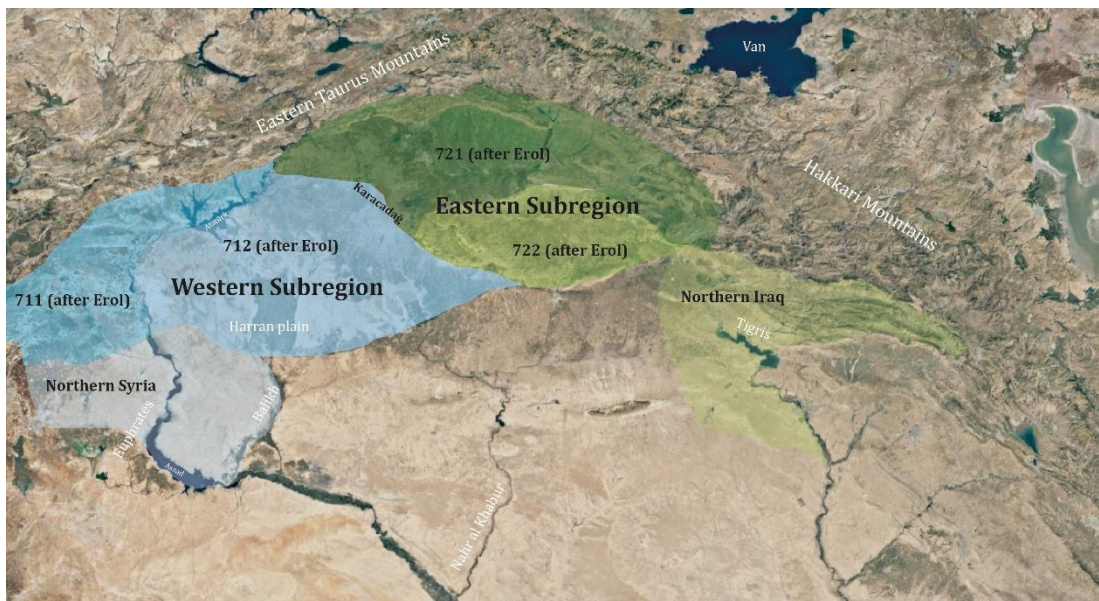 Van
Eastern Taurus Mountains
721 (after Erol)
Hakkari Mountains
Karacadağ
Eastern Subregion
Atatürk
712 (after Erol)
722 (after Erol)
Western Subregion
711 (after Erol)
Northern Iraq
Harran plain
Tigris
Northern Syria
Balikh
Euphrates
Assad
Nahr al Khabur